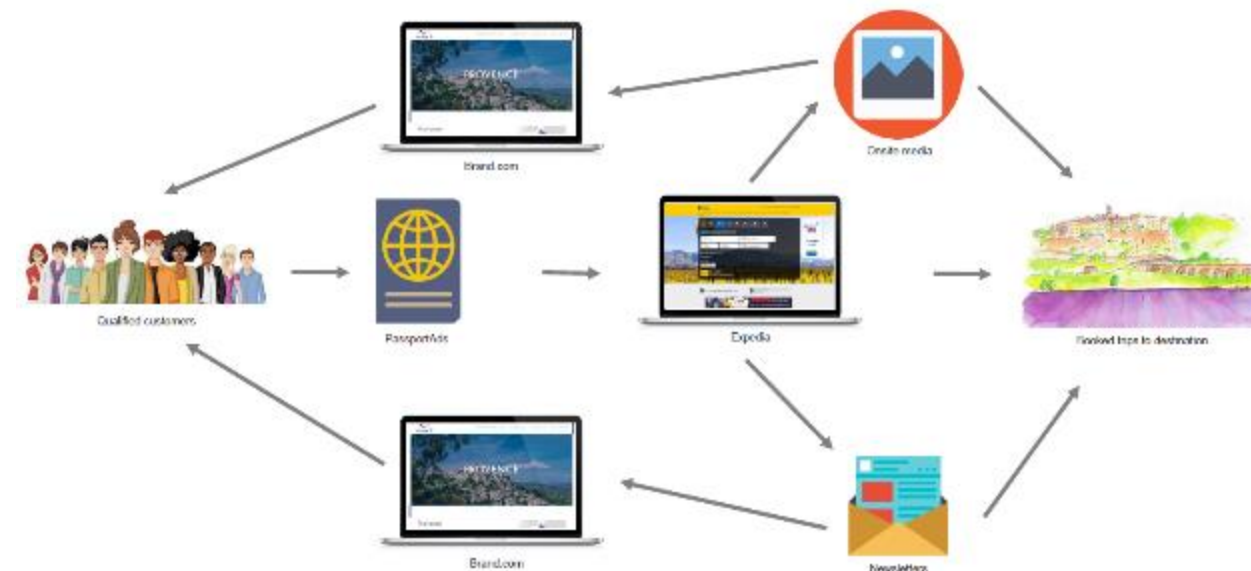 PROVENCE
Brand.com
Onsite media
Qualified customers
PassportAds
Expedia
Booked trips to destination
PROVENCE
Brand.com
Newsletters